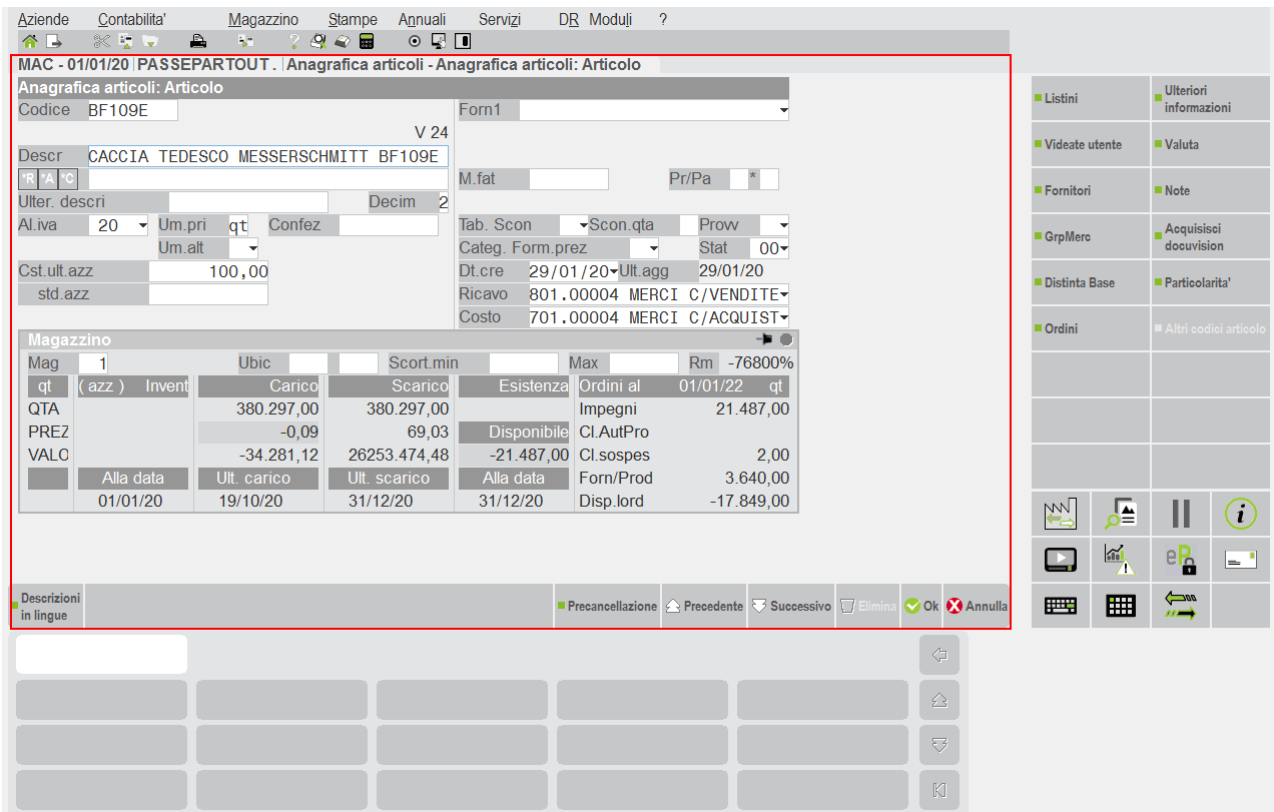 Aziende Contabilita' Magazzino Stampe Annuali Servizi DR Moduli ?
MAC - 01/01/20 PASSEPARTOUT . Anagrafica articoli - Anagrafica articoli: Articolo
Anagrafica articoli: Articolo
Codice BF109E Forn1
V 24
Descr CACCIA TEDESCO MESSERSCHMITT BF109E
*R *A *C M.fat Pr/Pa *
Ulter. descri Decim 2
Al.iva 20 Um.pri qt Confez Tab. Scon Scon.qta Provv
Um.alt Categ. Form.prez Stat 00
Cst.ult.azz 100,00 Dt.cre 29/01/20 Ult.agg 29/01/20
std.azz Ricavo 801.00004 MERCI C/VENDITE
Costo 701.00004 MERCI C/ACQUIST
Magazzino
Mag 1 Ubic Scort.min Max Rm -76800%
qt ( azz ) Invent Carico Scarico Esistenza Ordini al 01/01/22 qt
QTA 380.297,00 380.297,00 Impegni 21.487,00
PREZ -0,09 69,03 Disponibile Cl.AutPro
VALO -34.281,12 26253.474,48 -21.487,00 Cl.sospes 2,00
Alla data Ult. carico Ult. scarico Alla data Forn/Prod 3.640,00
01/01/20 19/10/20 31/12/20 31/12/20 Disp.lord -17.849,00
Descrizioni
in lingue
Precancellazione Precedente Successivo Elimina Ok Annulla
Listini Ulteriori
informazioni
Videate utente Valuta
Fornitori Note
GrpMerc Acquisisci
docuvision
Distinta Base Particolarita'
Ordini Altri codici articolo
i
eP